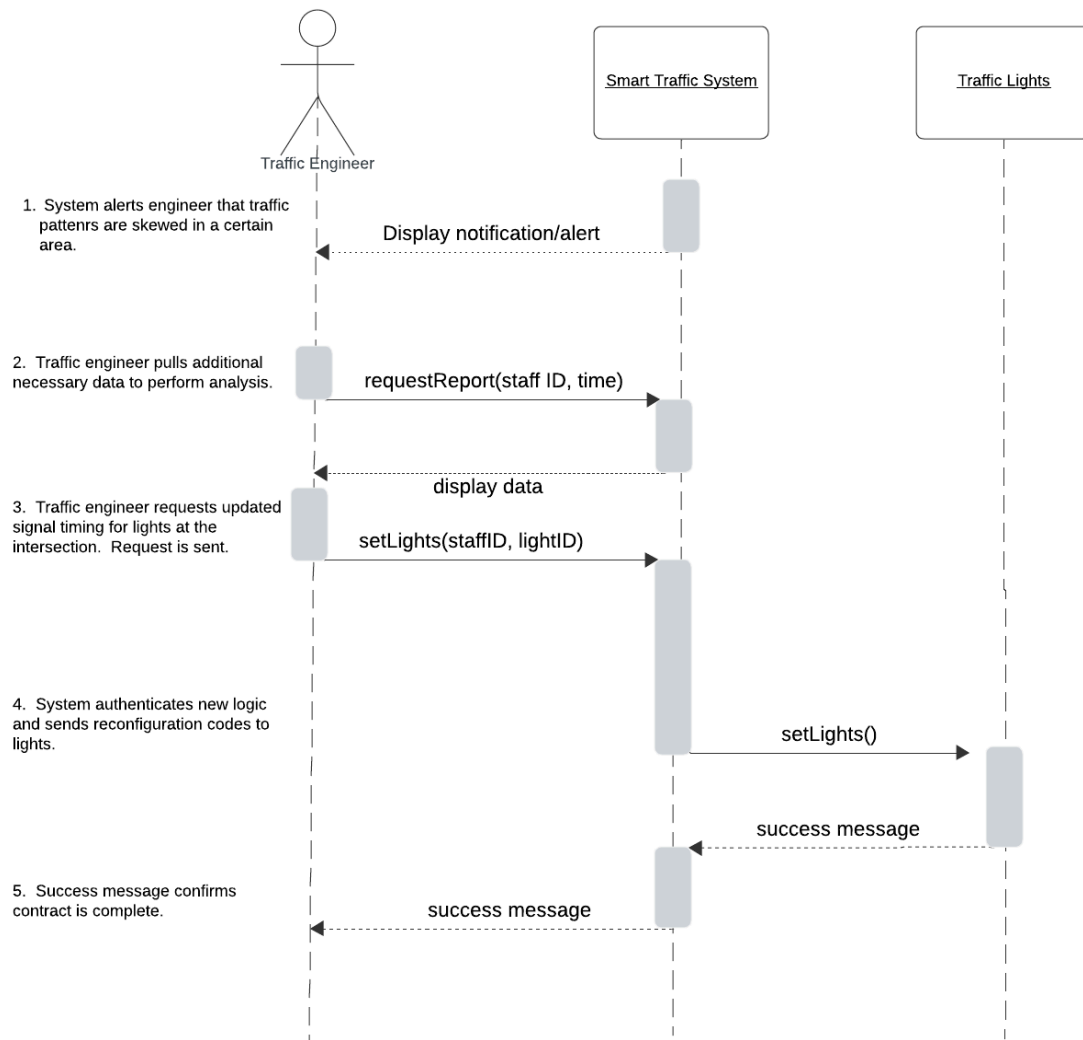 Smart Traffic System
Traffic Lights
Traffic Engineer
1. System alerts engineer that traffic
pattenrs are skewed in a certain
area.
Display notification/alert
2. Traffic engineer pulls additional
necessary data to perform analysis.
requestReport(staff ID, time)
display data
3. Traffic engineer requests updated
signal timing for lights at the
intersection. Request is sent.
setLights(staffID, lightID)
4. System authenticates new logic
and sends reconfiguration codes to
lights.
setLights()
success message
5. Success message confirms
contract is complete.
success message